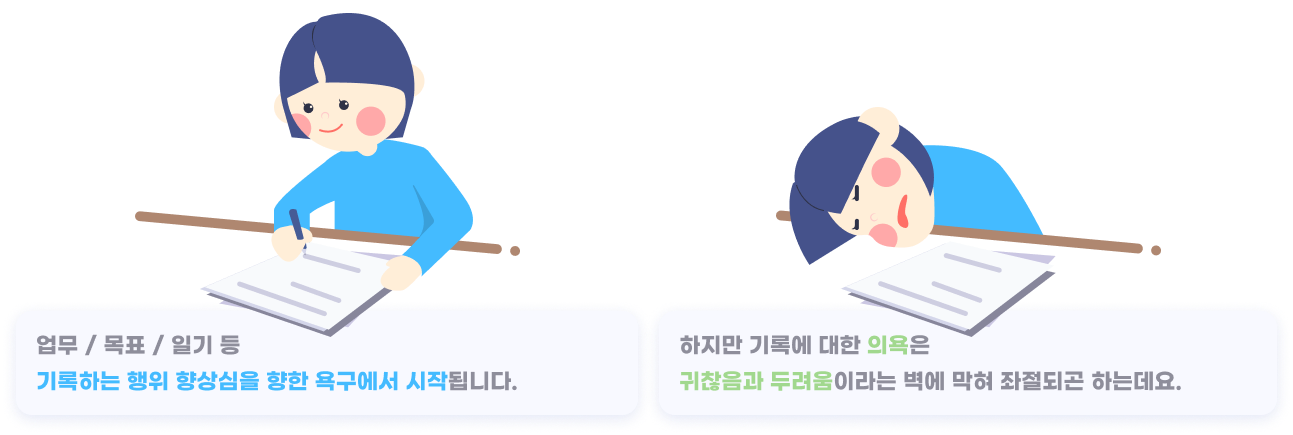 업무 / 목표 / 일기 등
기록하는 행위 향상심을 향한 욕구에서 시작됩니다.
하지만 기록에 대한 의욕은
귀찮음과 두려움이라는 벽에 막혀 좌절되곤 하는데요.